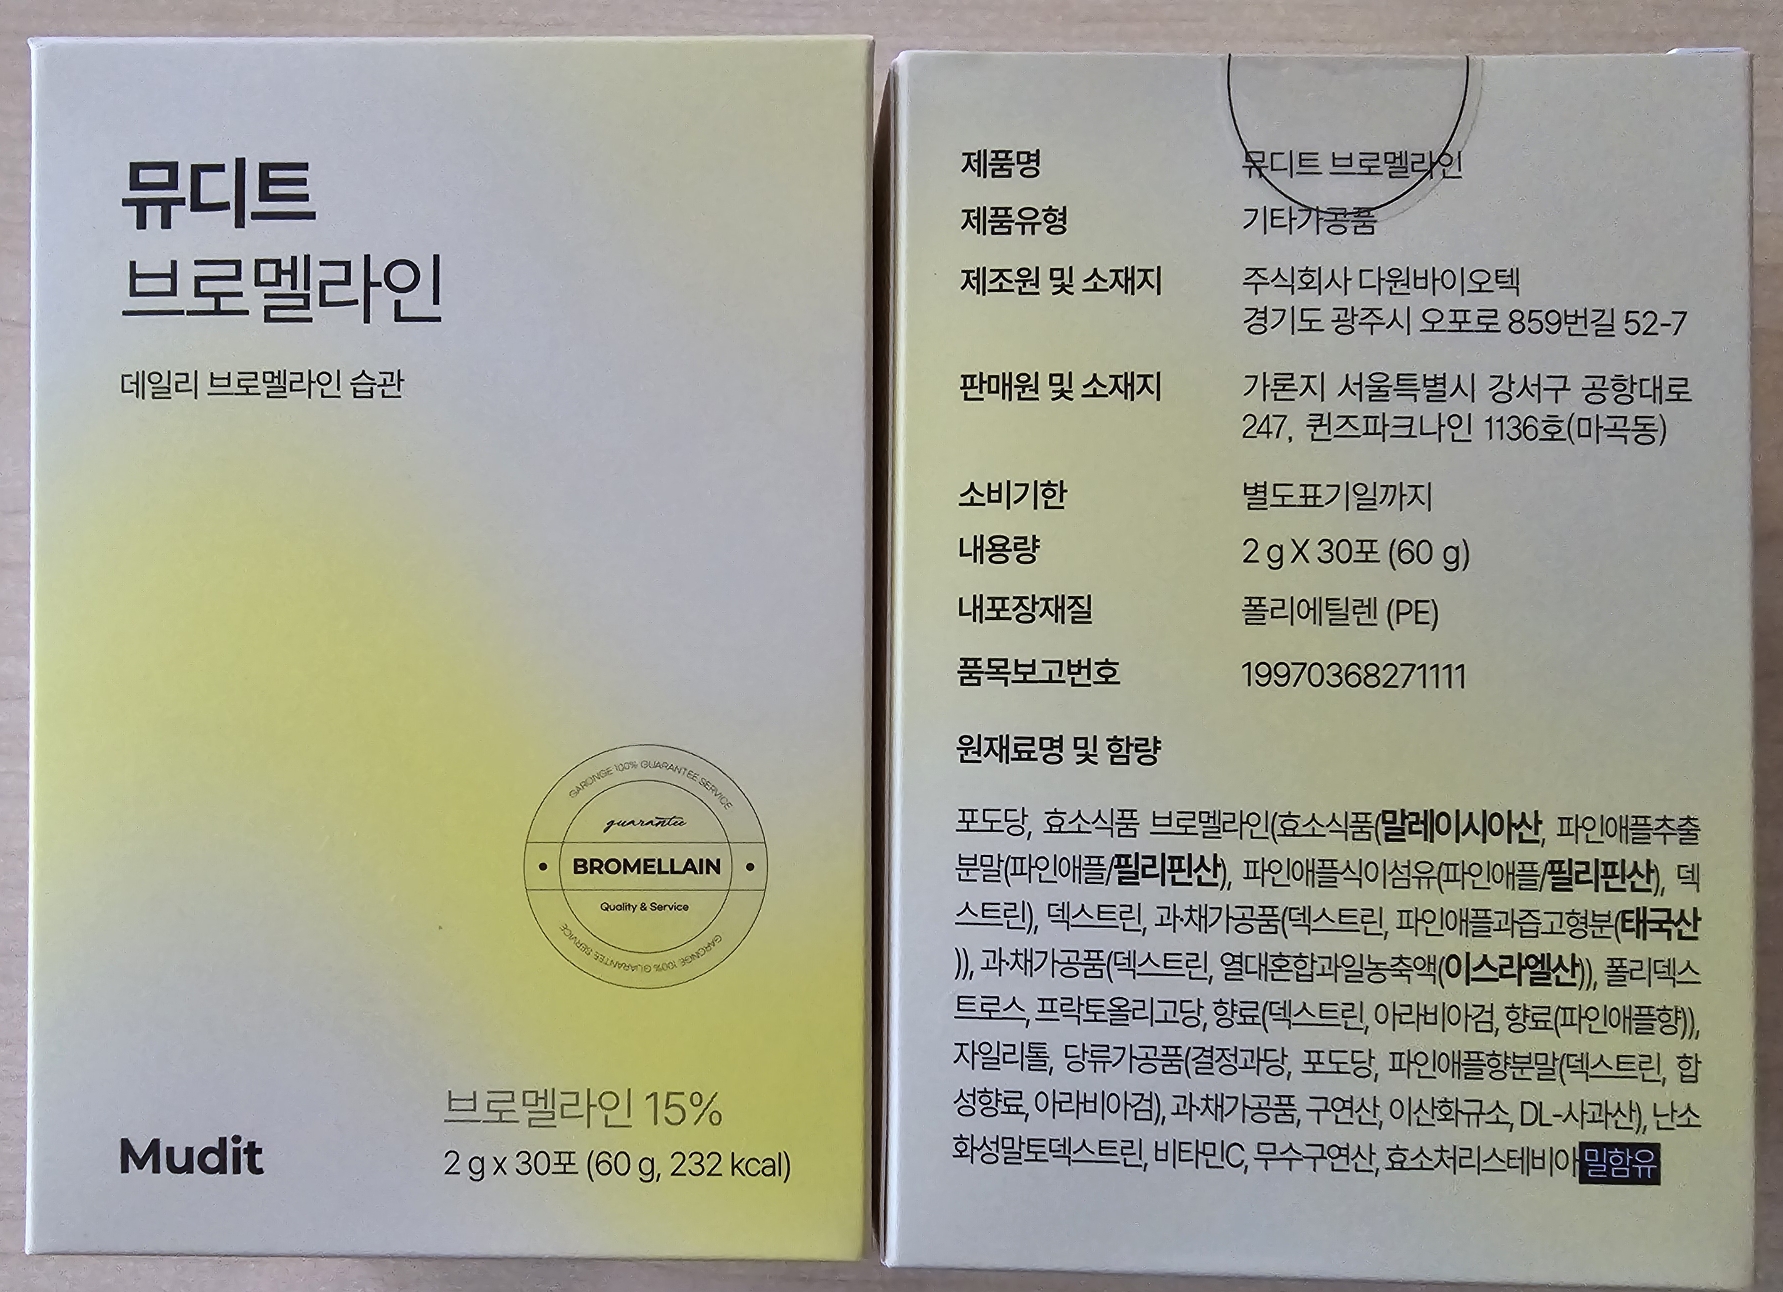 뮤디트
브로멜라인
데일리 브로멜라인 습관
GARONGE 100% GUARANTEE SERVICE
guarantee
• BROMELLAIN •
Quality & Service
GARONGE 100% GUARANTEE SERVICE
브로멜라인 15%
Mudit
2 g x 30포 (60 g, 232 kcal)
제품명 뮤디트 브로멜라인
제품유형 기타가공품
제조원 및 소재지 주식회사 다원바이오텍
경기도 광주시 오포로 859번길 52-7
판매원 및 소재지 가론지 서울특별시 강서구 공항대로
247, 퀸즈파크나인 1136호(마곡동)
소비기한 별도표기일까지
내용량 2 g X 30포 (60 g)
내포장재질 폴리에틸렌 (PE)
품목보고번호 19970368271111
원재료명 및 함량
포도당, 효소식품 브로멜라인(효소식품(말레이시아산, 파인애플추출
분말(파인애플/필리핀산), 파인애플식이섬유(파인애플/필리핀산), 덱
스트린), 덱스트린, 과·채가공품(덱스트린, 파인애플과즙고형분(태국산
)), 과·채가공품(덱스트린, 열대혼합과일농축액(이스라엘산)), 폴리덱스
트로스, 프락토올리고당, 향료(덱스트린, 아라비아검, 향료(파인애플향)),
자일리톨, 당류가공품(결정과당, 포도당, 파인애플향분말(덱스트린, 합
성향료, 아라비아검), 과·채가공품, 구연산, 이산화규소, DL-사과산), 난소
화성말토덱스트린, 비타민C, 무수구연산, 효소처리스테비아 밀함유